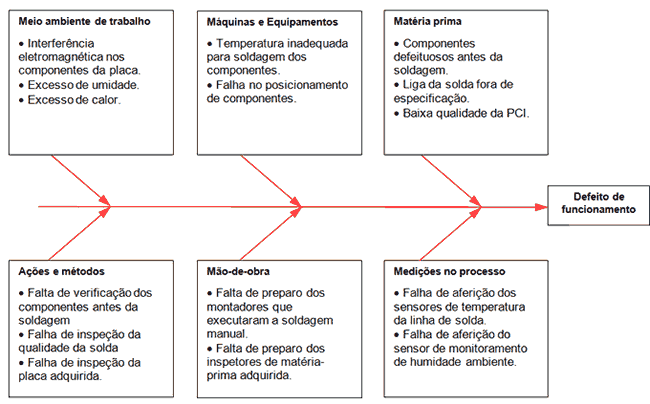 Meio ambiente de trabalho
• Interferência
eletromagnética nos
componentes da placa.
• Excesso de umidade.
• Excesso de calor.
Máquinas e Equipamentos
• Temperatura inadequada
para soldagem dos
componentes.
• Falha no posicionamento
de componentes.
Matéria prima
• Componentes
defeituosos antes da
soldagem.
• Liga da solda fora de
especificação.
• Baixa qualidade da PCI.
Defeito de
funcionamento
Ações e métodos
• Falta de verificação dos
componentes antes da
soldagem
• Falha de inspeção da
qualidade da solda
• Falha de inspeção da
placa adquirida.
Mão-de-obra
• Falta de preparo dos
montadores que
executaram a soldagem
manual.
• Falta de preparo dos
inspetores de matéria-
prima adquirida.
Medições no processo
• Falha de aferição dos
sensores de temperatura
da linha de solda.
• Falha de aferição do
sensor de monitoramento
de humidade ambiente.